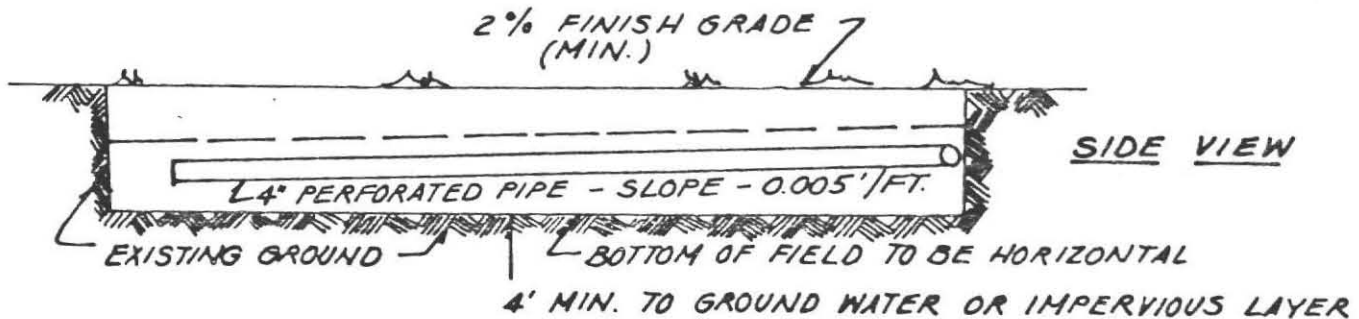 2% FINISH GRADE
(MIN.)
SIDE VIEW
4" PERFORATED PIPE - SLOPE - 0.005'/FT.
EXISTING GROUND
BOTTOM OF FIELD TO BE HORIZONTAL
4' MIN. TO GROUND WATER OR IMPERVIOUS LAYER